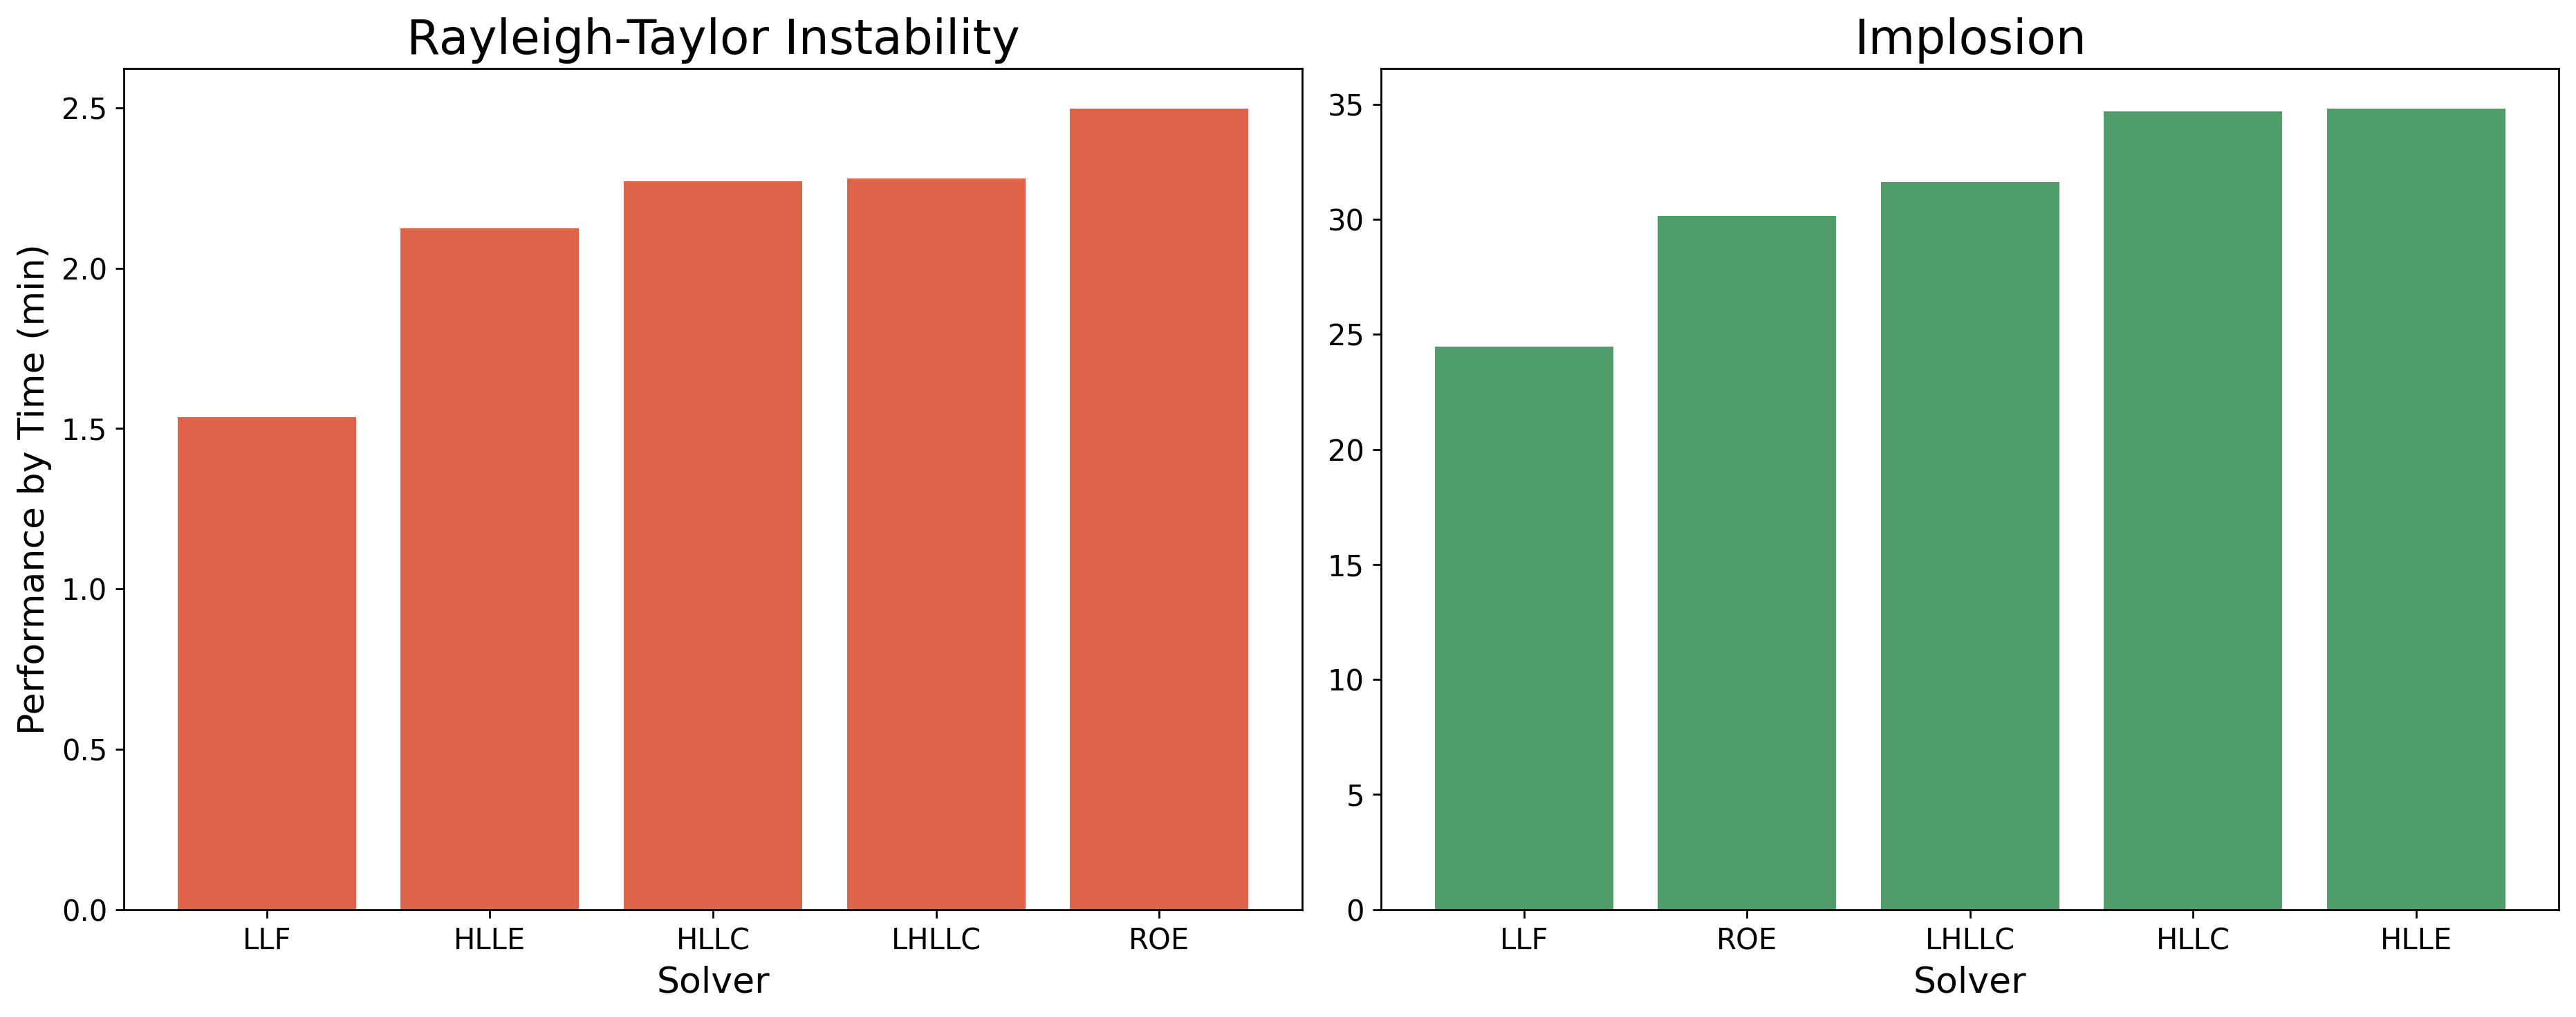 Rayleigh-Taylor Instability
Performance by Time (min)
2.5
2.0
1.5
1.0
0.5
0.0
LLF HLLE HLLC LHLLC ROE
Solver
Implosion
35
30
25
20
15
10
5
0
LLF ROE LHLLC HLLC HLLE
Solver